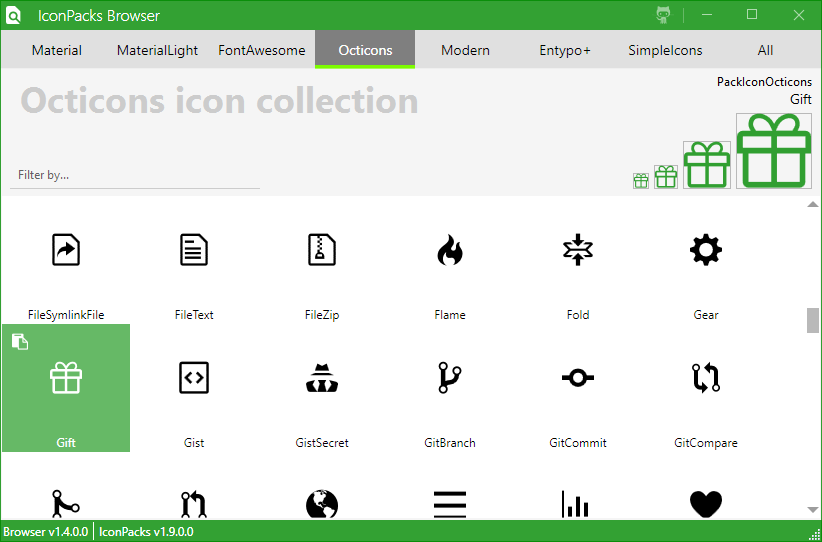 IconPacks Browser
Material MaterialLight FontAwesome Octicons Modern Entypo+ SimpleIcons All
Octicons icon collection
PackIconOcticons
Gift
Filter by...
FileSymlinkFile FileText FileZip Flame Fold Gear
Gift Gist GistSecret GitBranch GitCommit GitCompare
Browser v1.4.0.0 IconPacks v1.9.0.0